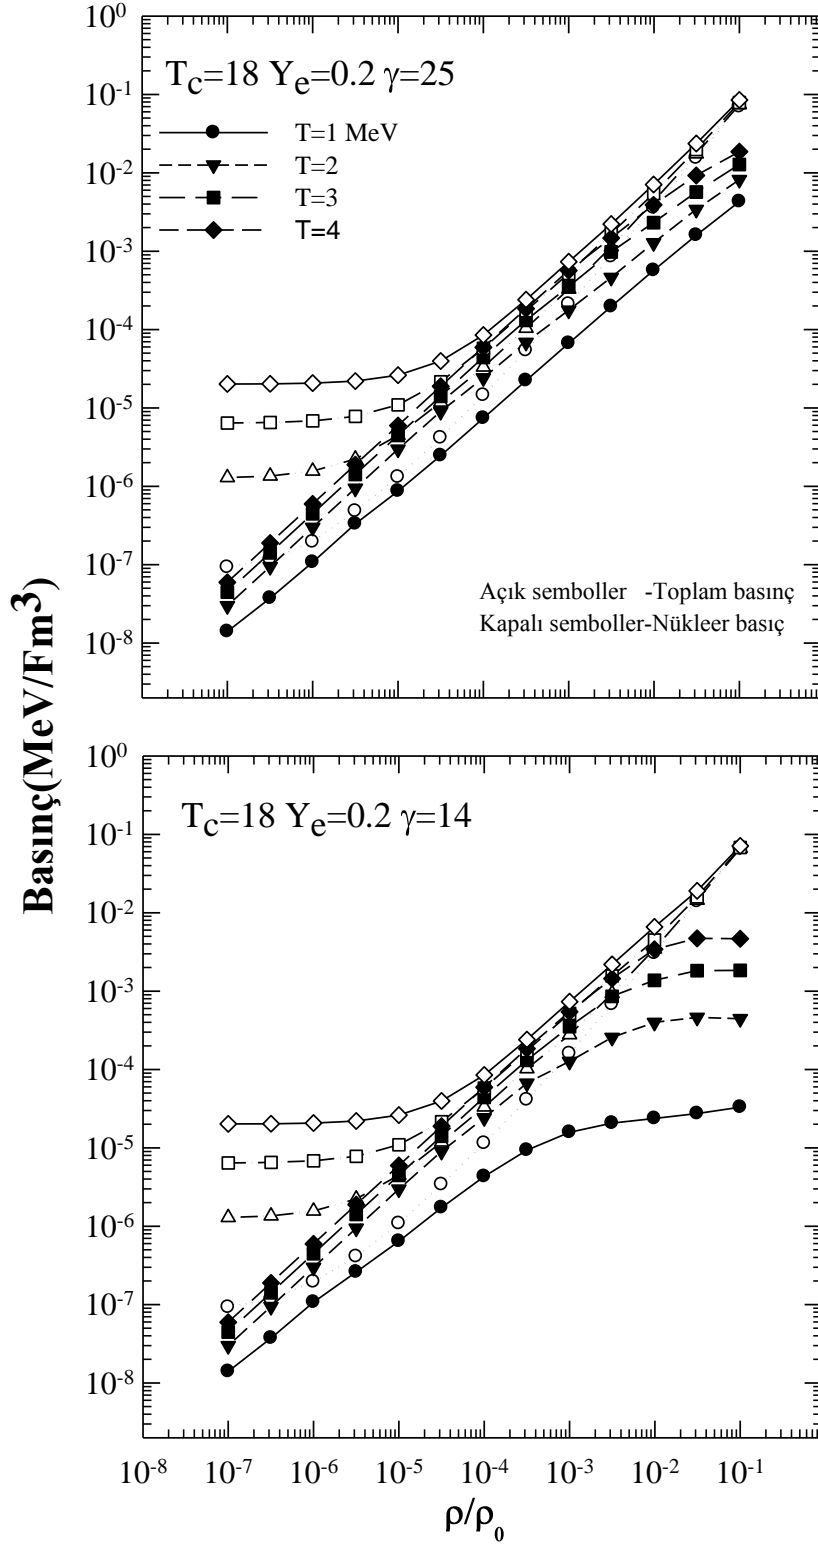 10^0
10^-1
10^-2
10^-3
10^-4
10^-5
10^-6
10^-7
10^-8
T_c=18 Y_e=0.2 γ=25
T=1 MeV
T=2
T=3
T=4
Açık semboller -Toplam basınç
Kapalı semboller-Nükleer basıç
Basınç(MeV/Fm^3)
10^0
10^-1
10^-2
10^-3
10^-4
10^-5
10^-6
10^-7
10^-8
T_c=18 Y_e=0.2 γ=14
10^-8 10^-7 10^-6 10^-5 10^-4 10^-3 10^-2 10^-1
ρ/ρ_0